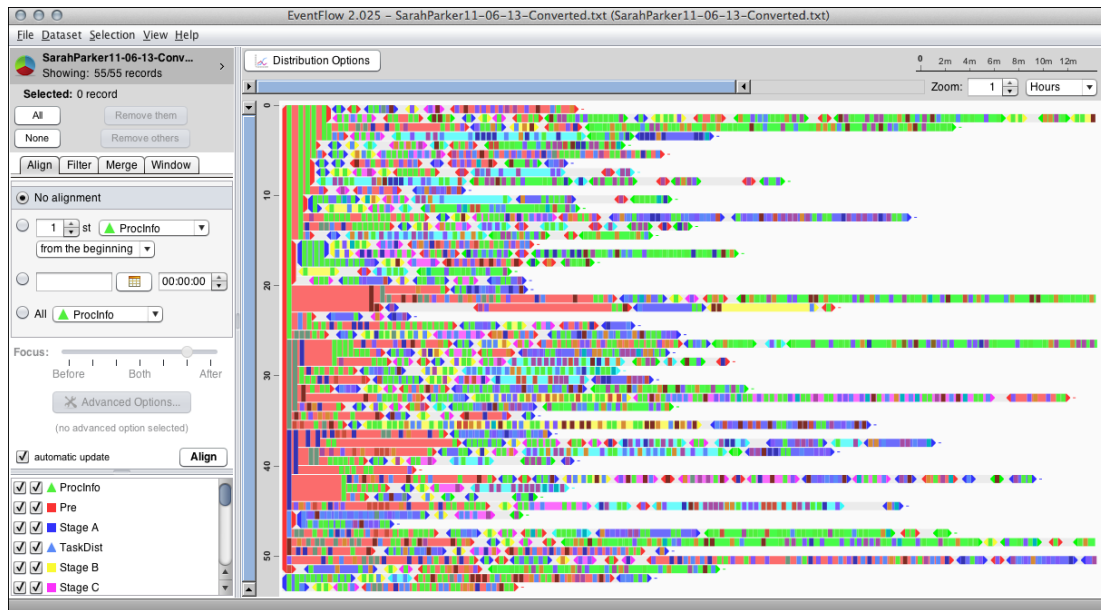 EventFlow 2.025 – SarahParker11-06-13-Converted.txt (SarahParker11-06-13-Converted.txt)
File Dataset Selection View Help
SarahParker11-06-13-Conv...
Showing: 55/55 records
Selected: 0 record
All Remove them
None Remove others
Align Filter Merge Window
No alignment
1 st ProcInfo
from the beginning
00:00:00
All ProcInfo
Focus:
Before Both After
Advanced Options...
(no advanced option selected)
automatic update Align
ProcInfo
Pre
Stage A
TaskDist
Stage B
Stage C
Distribution Options
0 2m 4m 6m 8m 10m 12m
Zoom: 1 Hours
0
10
20
30
40
50